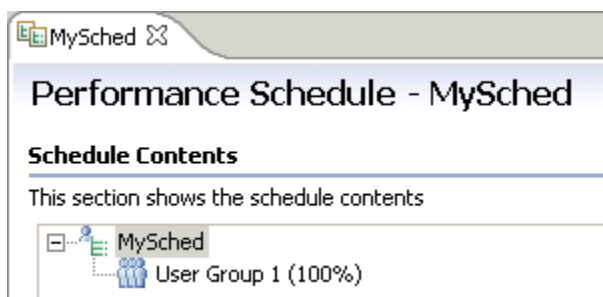 MySched
Performance Schedule - MySched
Schedule Contents
This section shows the schedule contents
MySched
User Group 1 (100%)